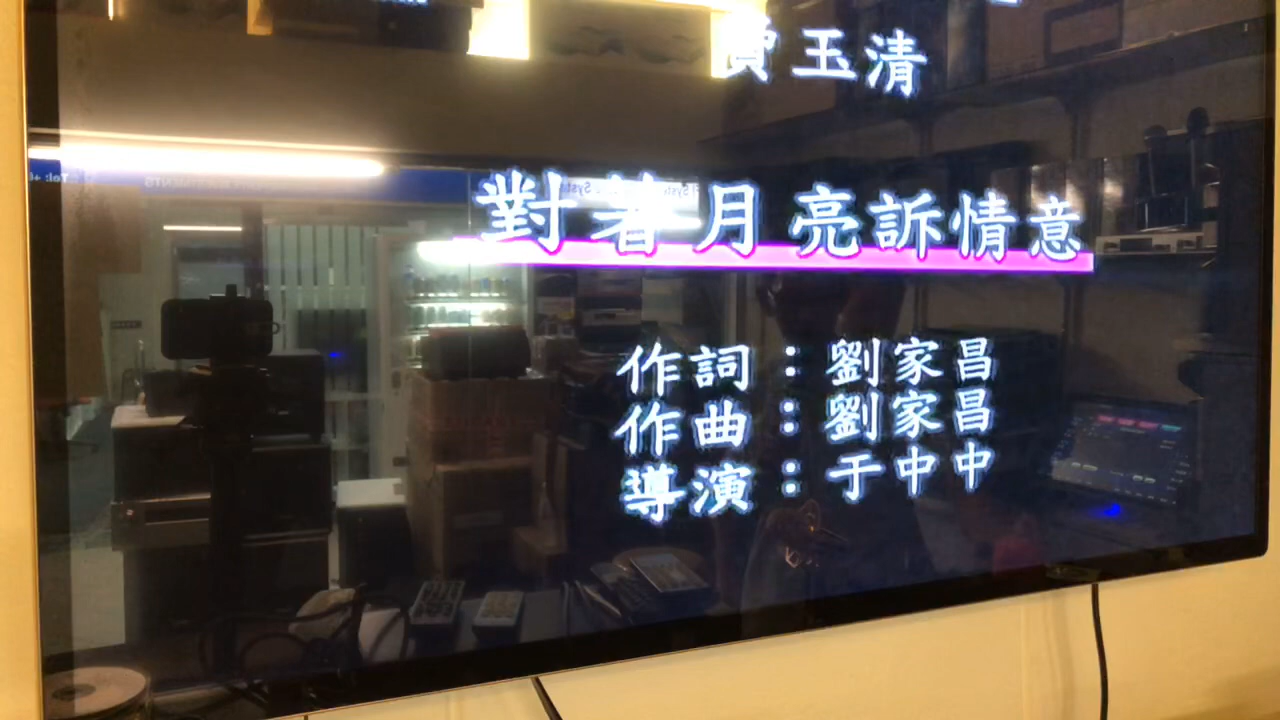 費玉清
對著月亮訴情意
作詞：劉家昌
作曲：劉家昌
導演：于中中